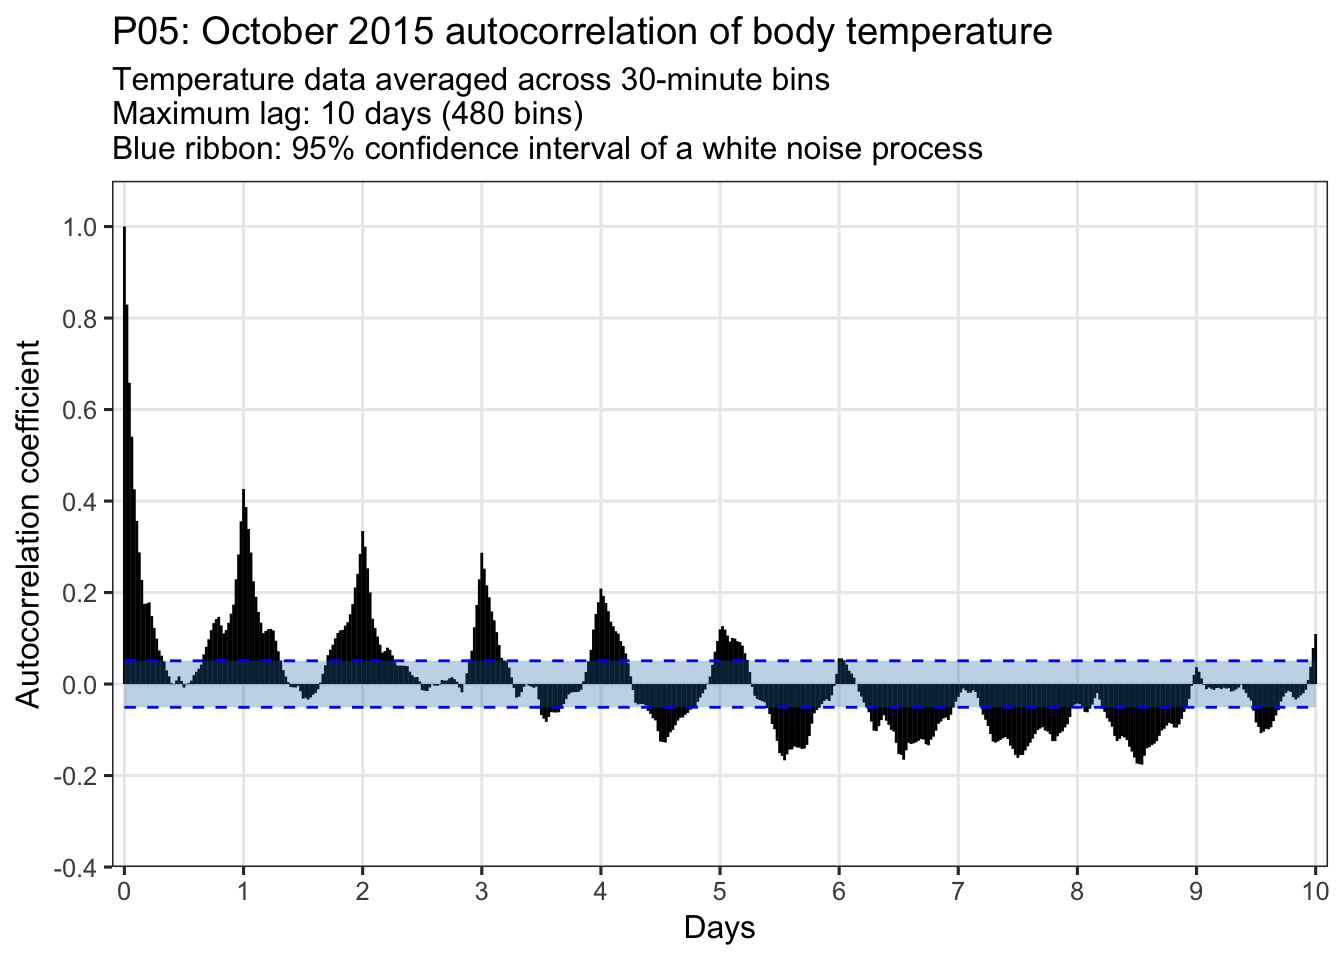 P05: October 2015 autocorrelation of body temperature
Temperature data averaged across 30-minute bins
Maximum lag: 10 days (480 bins)
Blue ribbon: 95% confidence interval of a white noise process
Autocorrelation coefficient
1.0
0.8
0.6
0.4
0.2
0.0
-0.2
-0.4
0 1 2 3 4 5 6 7 8 9 10
Days